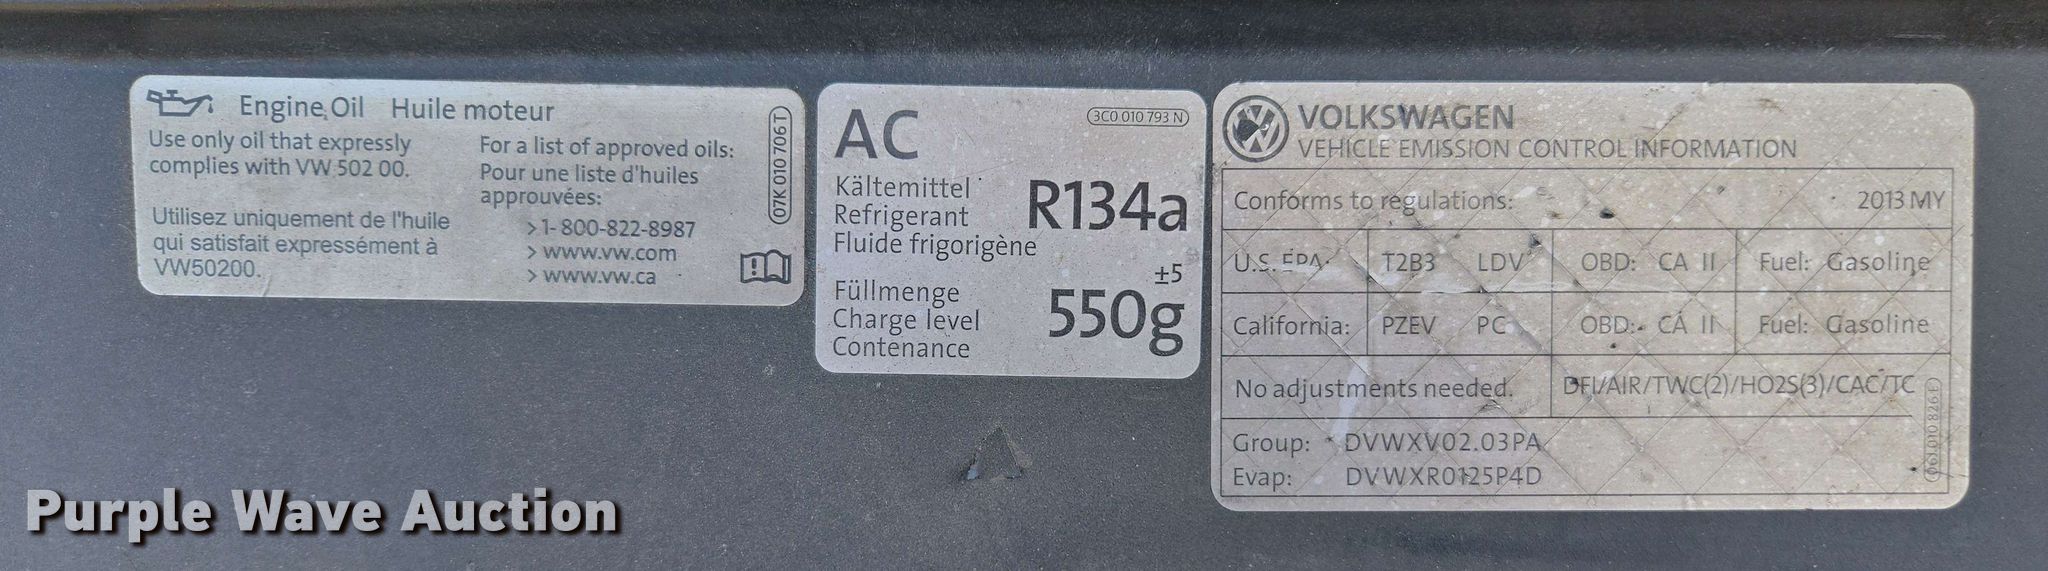 Engine Oil Huile moteur
Use only oil that expressly
complies with VW 502 00.
Utilisez uniquement de l'huile
qui satisfait expressément à
VW50200.
For a list of approved oils:
Pour une liste d'huiles
approuvées:
>1-800-822-8987
> www.vw.com
> www.vw.ca
07K 010 706 T
AC
3C0 010 793 N
Kältemittel
Refrigerant
Fluide frigorigène
R134a
Füllmenge
Charge level
Contenance
±5
550g
VOLKSWAGEN
VEHICLE EMISSION CONTROL INFORMATION
Conforms to regulations: 2013 MY
U.S. EPA: T2B3 LDV OBD: CA II Fuel: Gasoline
California: PZEV PC OBD: CA II Fuel: Gasoline
No adjustments needed. DFI/AIR/TWC(2)/HO2S(3)/CAC/TC
Group: DVWXV02.03PA
Evap: DVWXR0125P4D
Purple Wave Auction